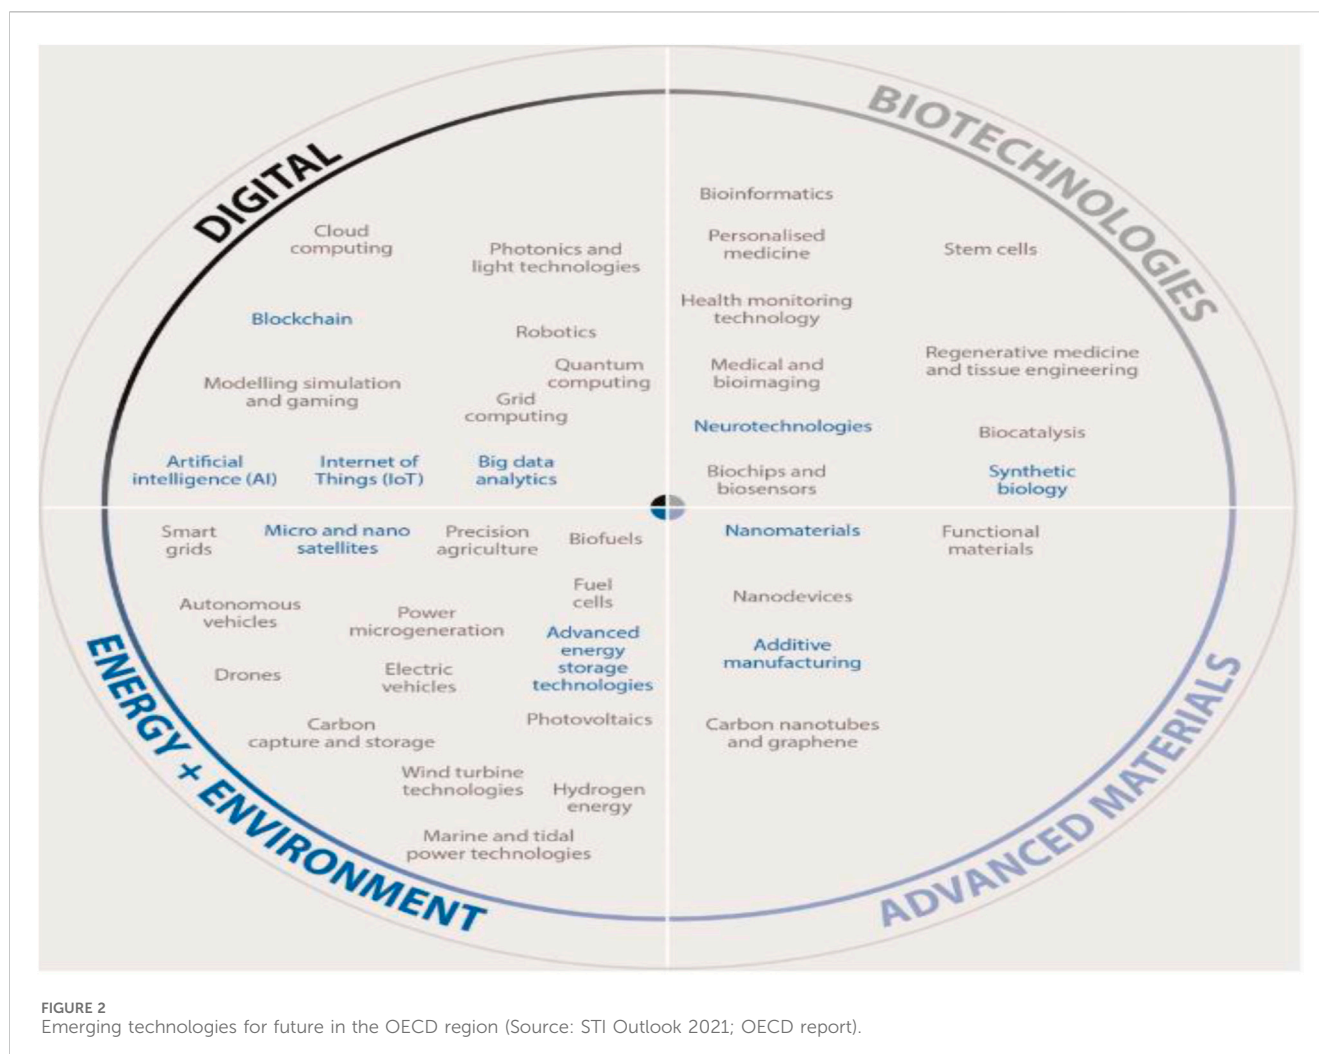 DIGITAL
Cloud
computing
Photonics and
light technologies
Blockchain
Robotics
Quantum
computing
Modelling simulation
and gaming
Grid
computing
Artificial
intelligence (AI)
Internet of
Things (IoT)
Big data
analytics
BIOTECHNOLOGIES
Bioinformatics
Personalised
medicine
Stem cells
Health monitoring
technology
Regenerative medicine
and tissue engineering
Medical and
bioimaging
Neurotechnologies
Biocatalysis
Biochips and
biosensors
Synthetic
biology
ENERGY + ENVIRONMENT
Smart
grids
Micro and nano
satellites
Precision
agriculture
Biofuels
Fuel
cells
Autonomous
vehicles
Power
microgeneration
Advanced
energy
storage
technologies
Drones
Electric
vehicles
Carbon
capture and storage
Photovoltaics
Wind turbine
technologies
Hydrogen
energy
Marine and tidal
power technologies
ADVANCED MATERIALS
Nanomaterials
Functional
materials
Nanodevices
Additive
manufacturing
Carbon nanotubes
and graphene
FIGURE 2
Emerging technologies for future in the OECD region (Source: STI Outlook 2021; OECD report).